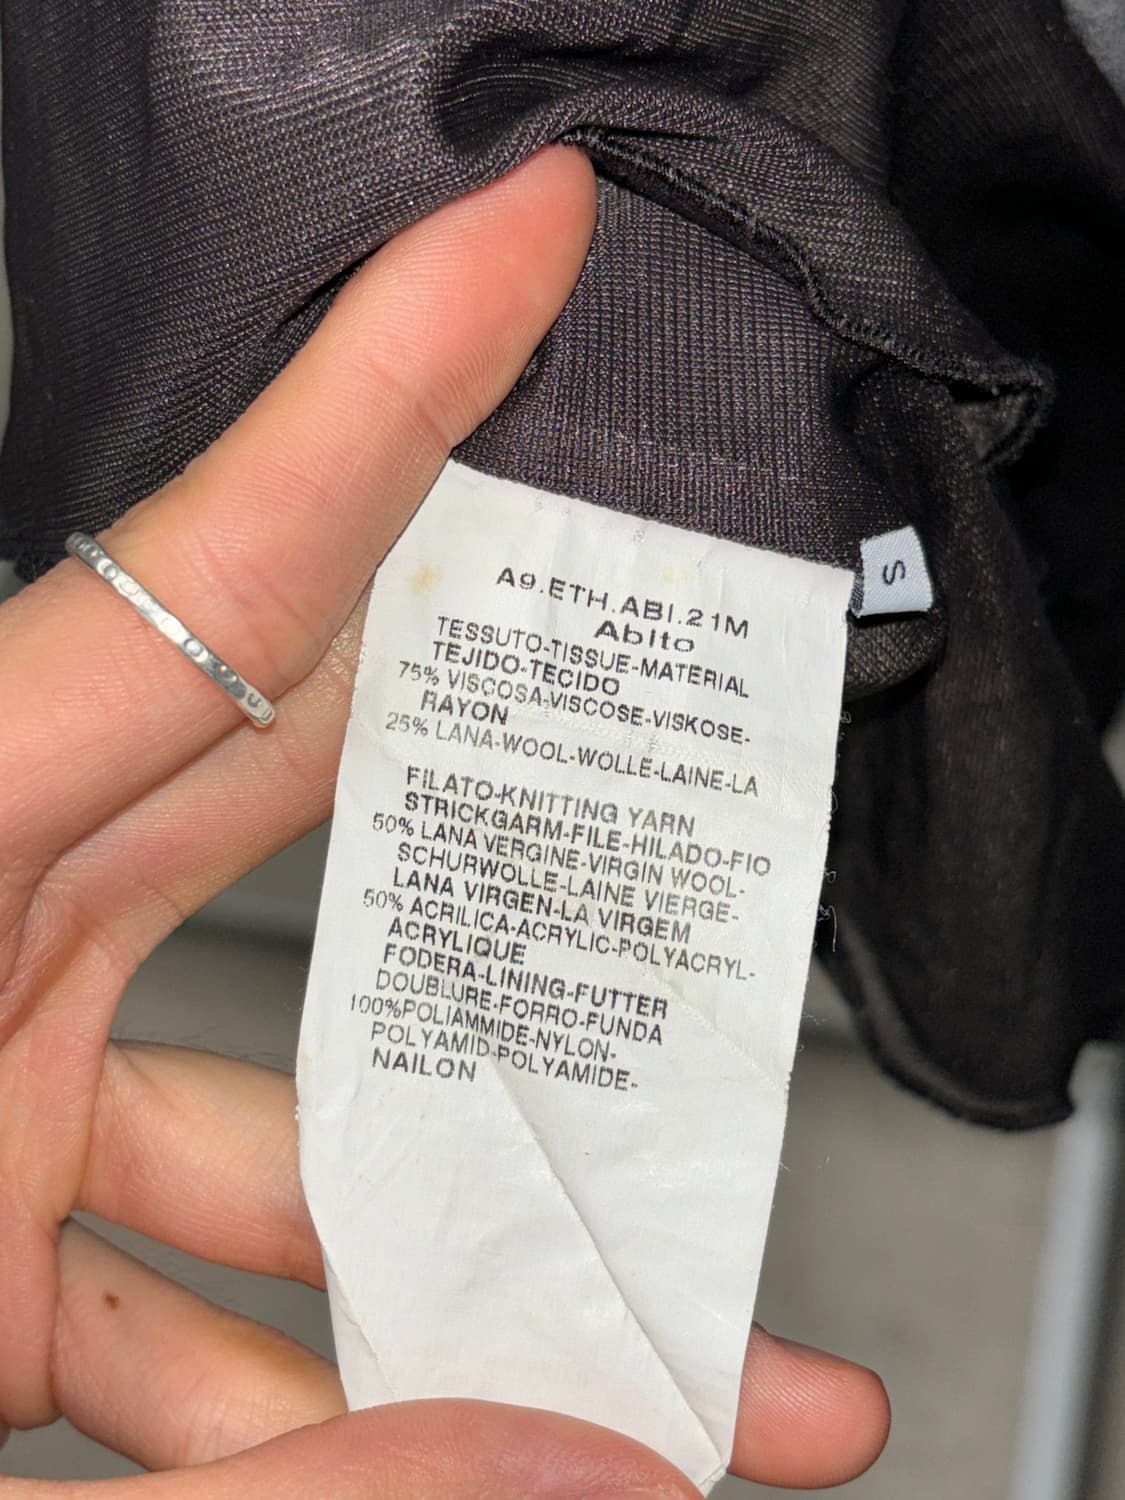 A9.ETH.ABI.21M
Abito
TESSUTO-TISSUE-MATERIAL
TEJIDO-TECIDO
75% VISCOSA-VISCOSE-VISKOSE-
RAYON
25% LANA-WOOL-WOLLE-LAINE-LA
FILATO-KNITTING YARN
STRICKGARM-FILE-HILADO-FIO
50% LANA VERGINE-VIRGIN WOOL-
SCHURWOLLE-LAINE VIERGE-
LANA VIRGEN-LA VIRGEM
50% ACRILICA-ACRYLIC-POLYACRYL-
ACRYLIQUE
FODERA-LINING-FUTTER
DOUBLURE-FORRO-FUNDA
100%POLIAMMIDE-NYLON-
POLYAMID-POLYAMIDE-
NAILON
S